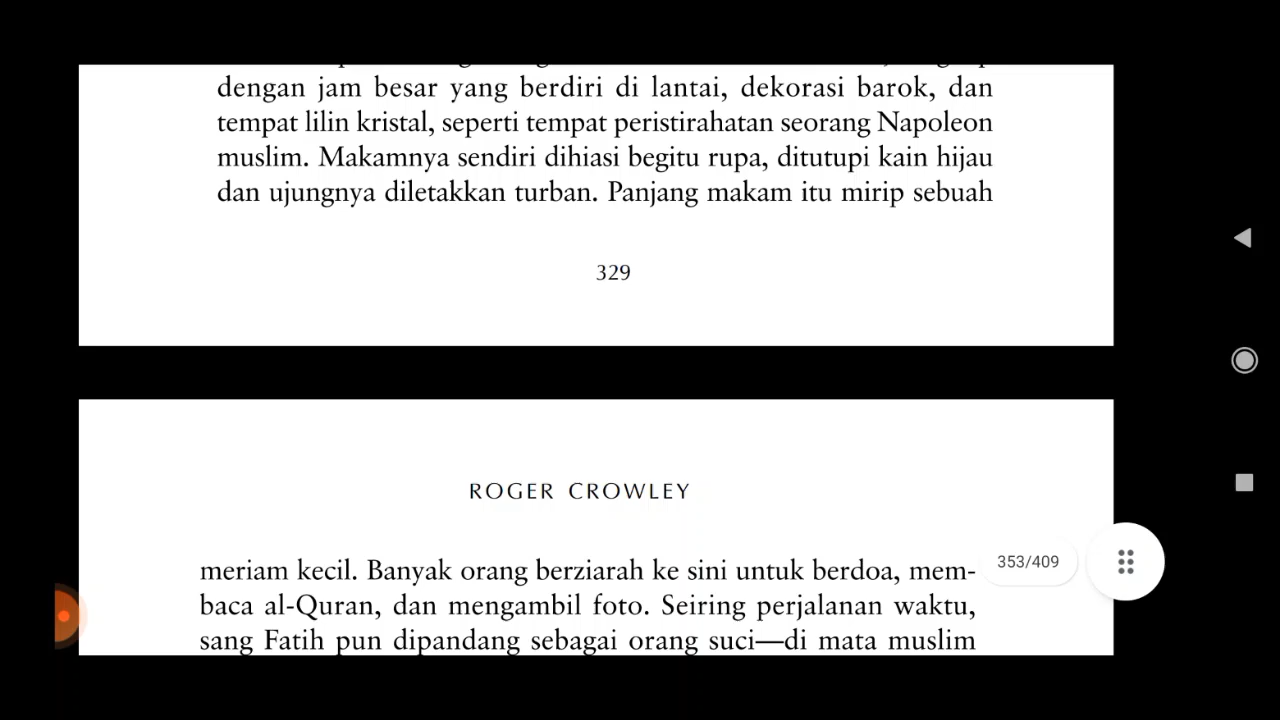 dengan jam besar yang berdiri di lantai, dekorasi barok, dan
tempat lilin kristal, seperti tempat peristirahatan seorang Napoleon
muslim. Makamnya sendiri dihiasi begitu rupa, ditutupi kain hijau
dan ujungnya diletakkan turban. Panjang makam itu mirip sebuah
329
ROGER CROWLEY
meriam kecil. Banyak orang berziarah ke sini untuk berdoa, mem-
353/409
baca al-Quran, dan mengambil foto. Seiring perjalanan waktu,
sang Fatih pun dipandang sebagai orang suci—di mata muslim